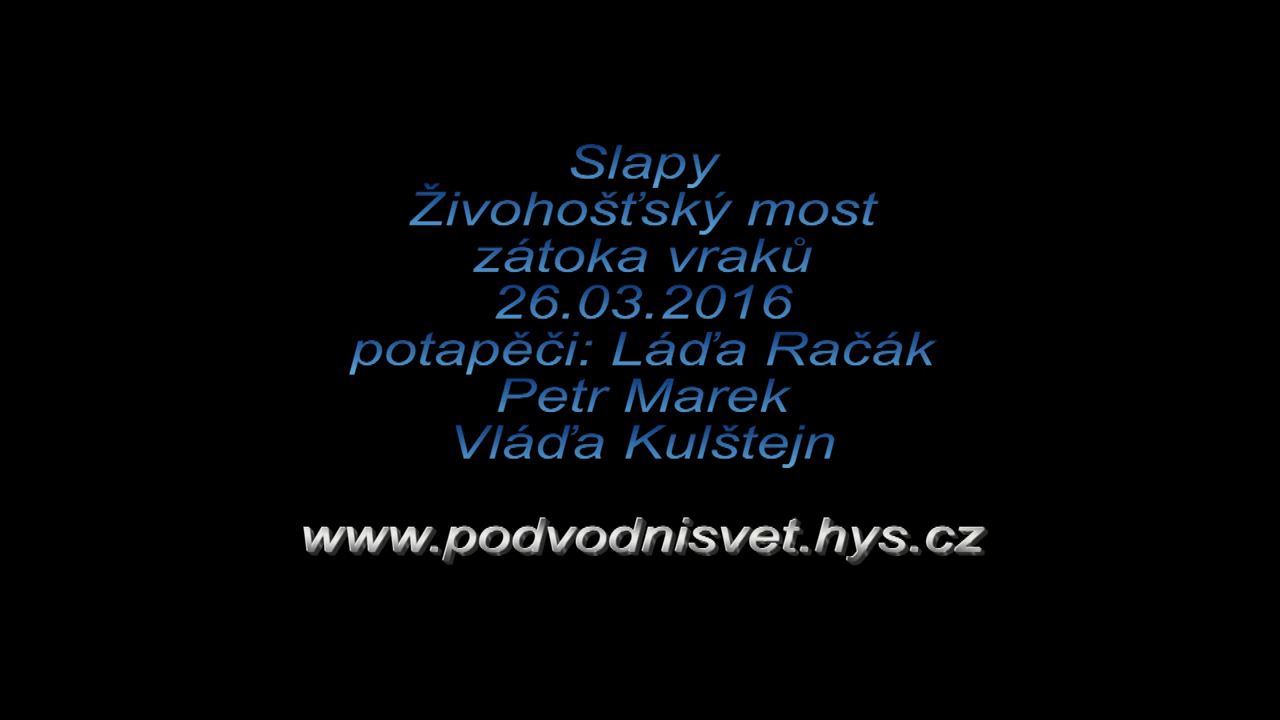 Slapy
Živohošťský most
zátoka vraků
26.03.2016
potapěči: Láďa Račák
Petr Marek
Vláďa Kulštejn
www.podvodnisvet.hys.cz